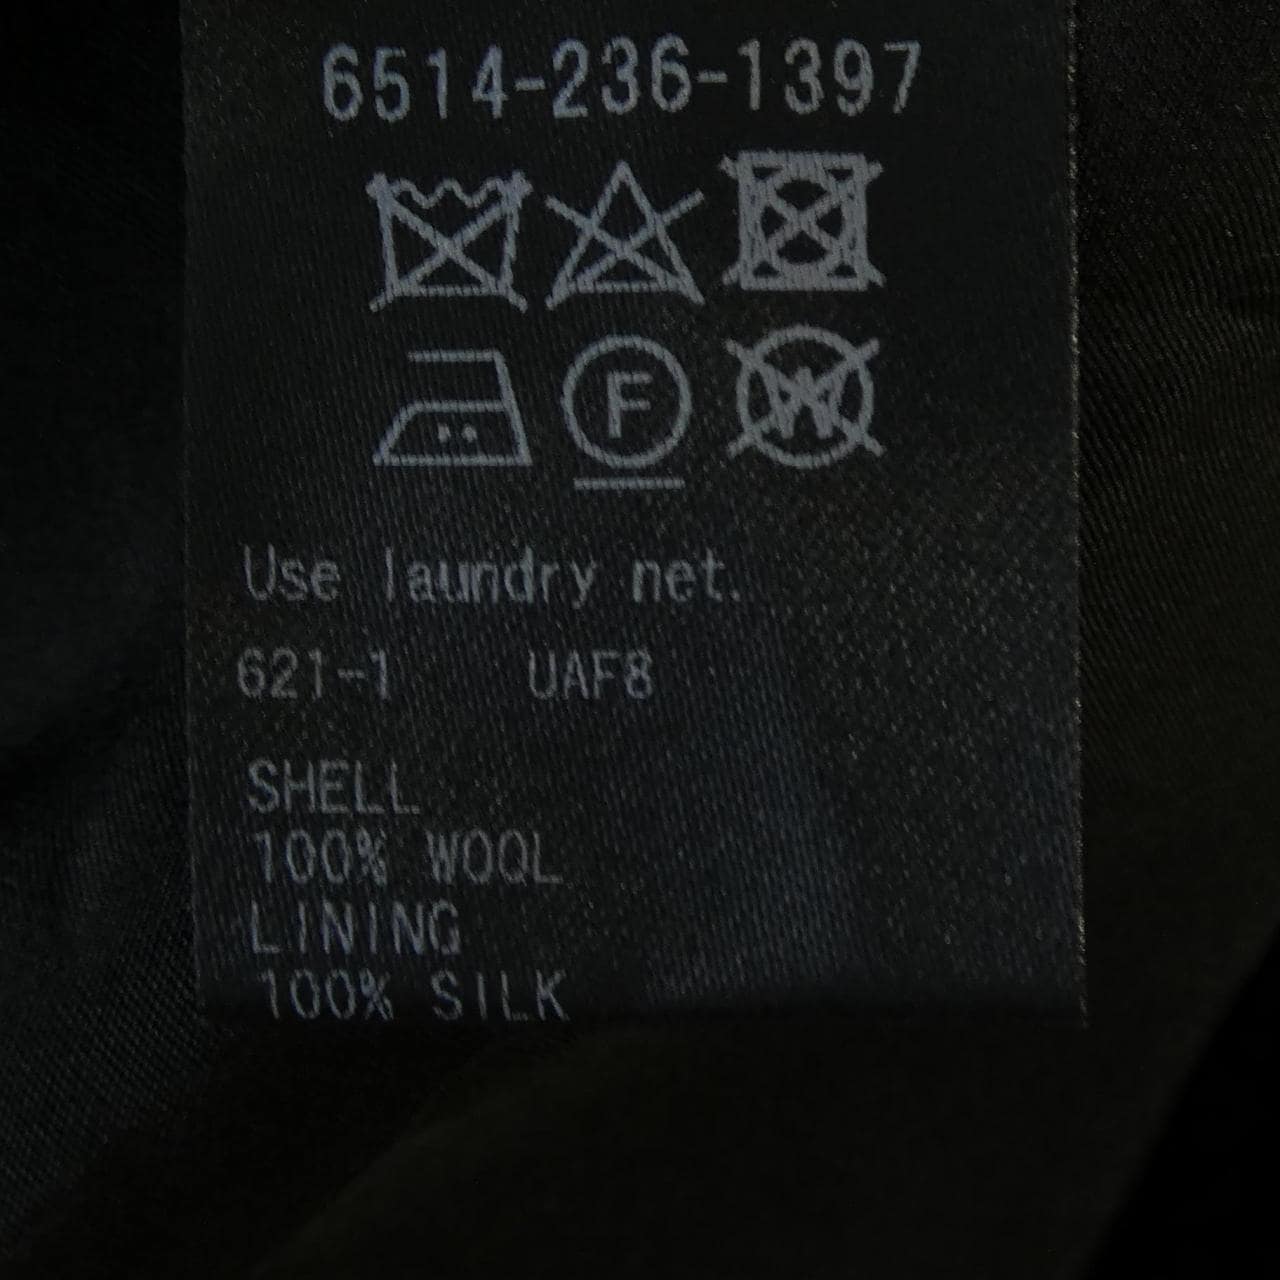 6514-236-1397
F W
Use laundry net.
621-1 UAF8
SHELL
100% WOOL
LINING
100% SILK